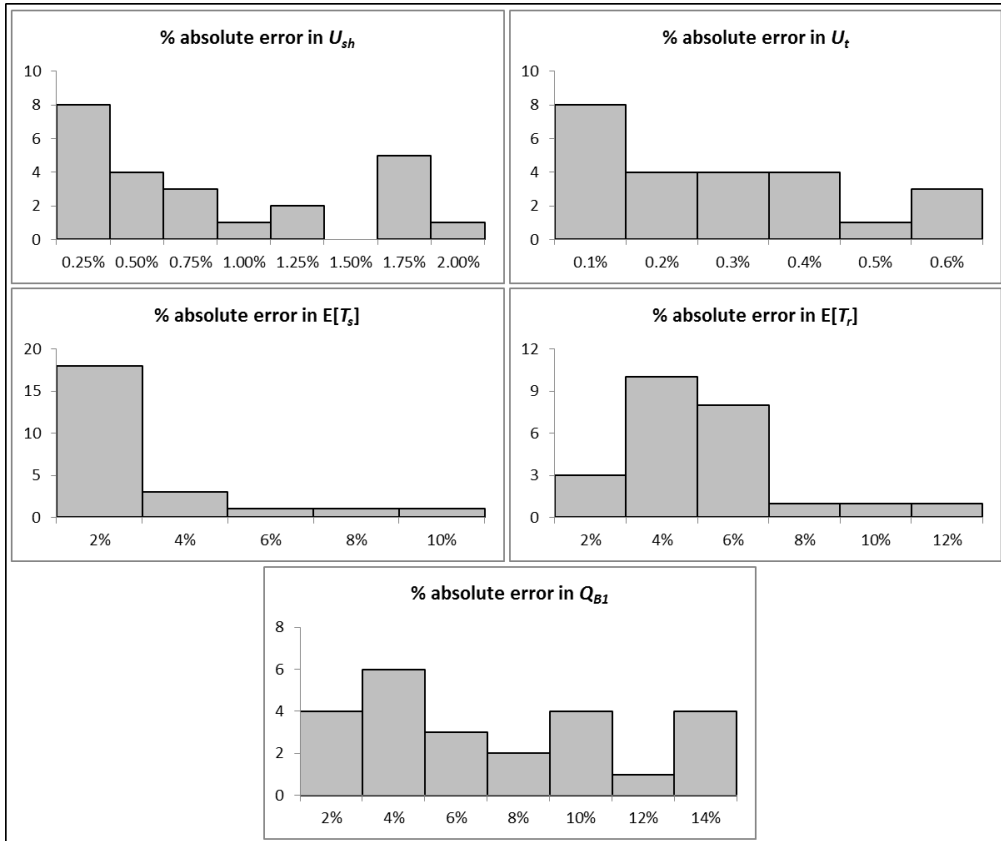 % absolute error in Ush
10
8
6
4
2
0
0.25% 0.50% 0.75% 1.00% 1.25% 1.50% 1.75% 2.00%
% absolute error in Ut
10
8
6
4
2
0
0.1% 0.2% 0.3% 0.4% 0.5% 0.6%
% absolute error in E[Ts]
20
15
10
5
0
2% 4% 6% 8% 10%
% absolute error in E[Tr]
12
9
6
3
0
2% 4% 6% 8% 10% 12%
% absolute error in QB1
8
6
4
2
0
2% 4% 6% 8% 10% 12% 14%